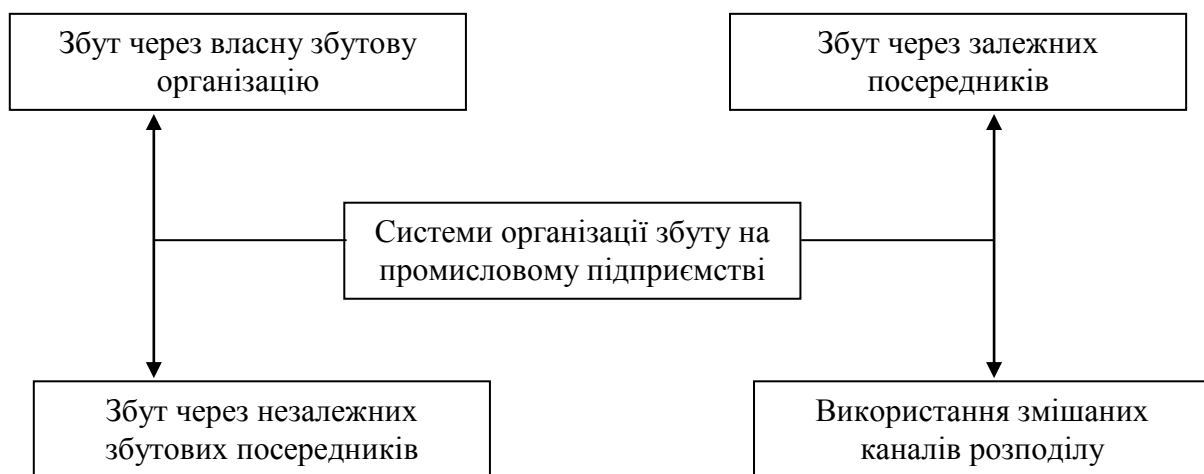 Збут через власну збутову
організацію
Збут через залежних
посередників
Системи організації збуту на
промисловому підприємстві
Збут через незалежних
збутових посередників
Використання змішаних
каналів розподілу